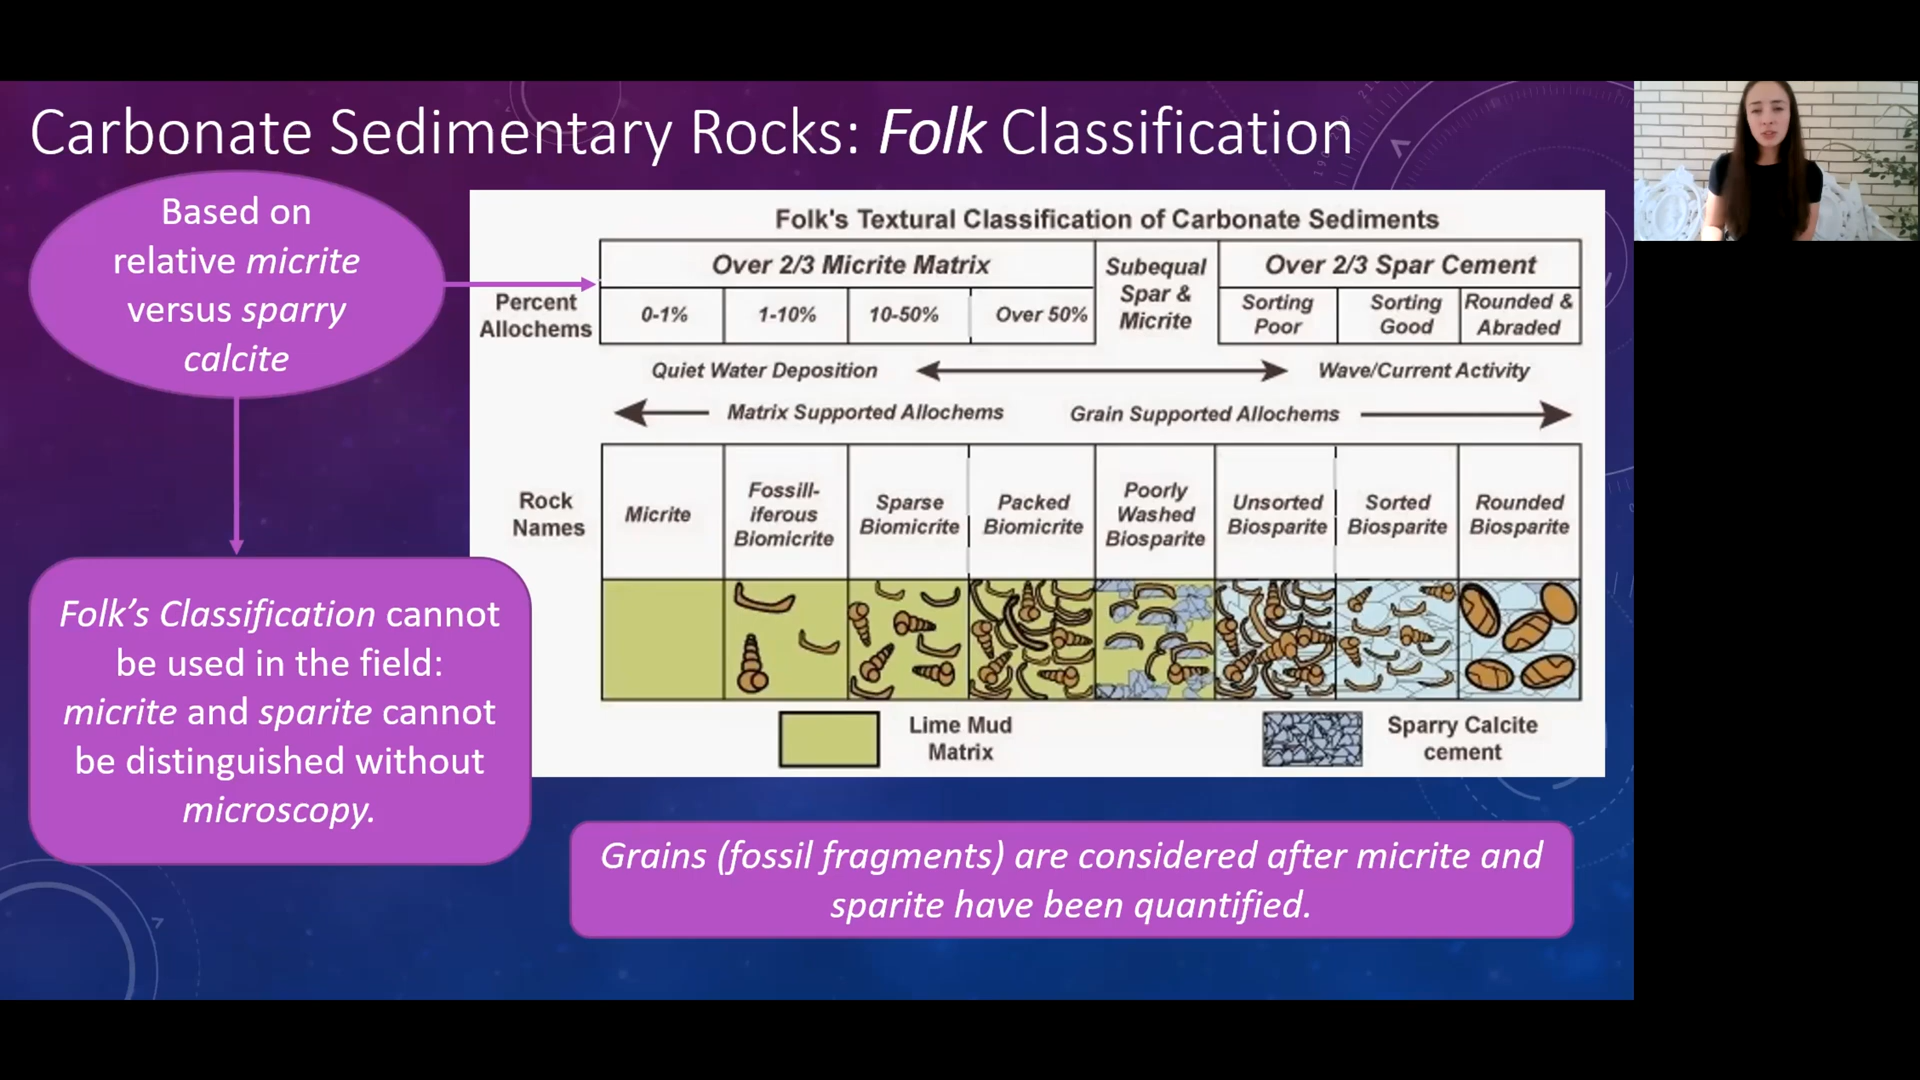 Carbonate Sedimentary Rocks: Folk Classification
Based on
relative micrite
versus sparry
calcite
Folk's Textural Classification of Carbonate Sediments
Over 2/3 Micrite Matrix
Subequal
Spar &
Micrite
Over 2/3 Spar Cement
Percent
Allochems
0-1%
1-10%
10-50%
Over 50%
Sorting
Poor
Sorting
Good
Rounded &
Abraded
Quiet Water Deposition
Wave/Current Activity
Matrix Supported Allochems
Grain Supported Allochems
Rock
Names
Micrite
Fossill-
iferous
Biomicrite
Sparse
Biomicrite
Packed
Biomicrite
Poorly
Washed
Biosparite
Unsorted
Biosparite
Sorted
Biosparite
Rounded
Biosparite
Lime Mud
Matrix
Sparry Calcite
cement
Folk’s Classification cannot
be used in the field:
micrite and sparite cannot
be distinguished without
microscopy.
Grains (fossil fragments) are considered after micrite and
sparite have been quantified.